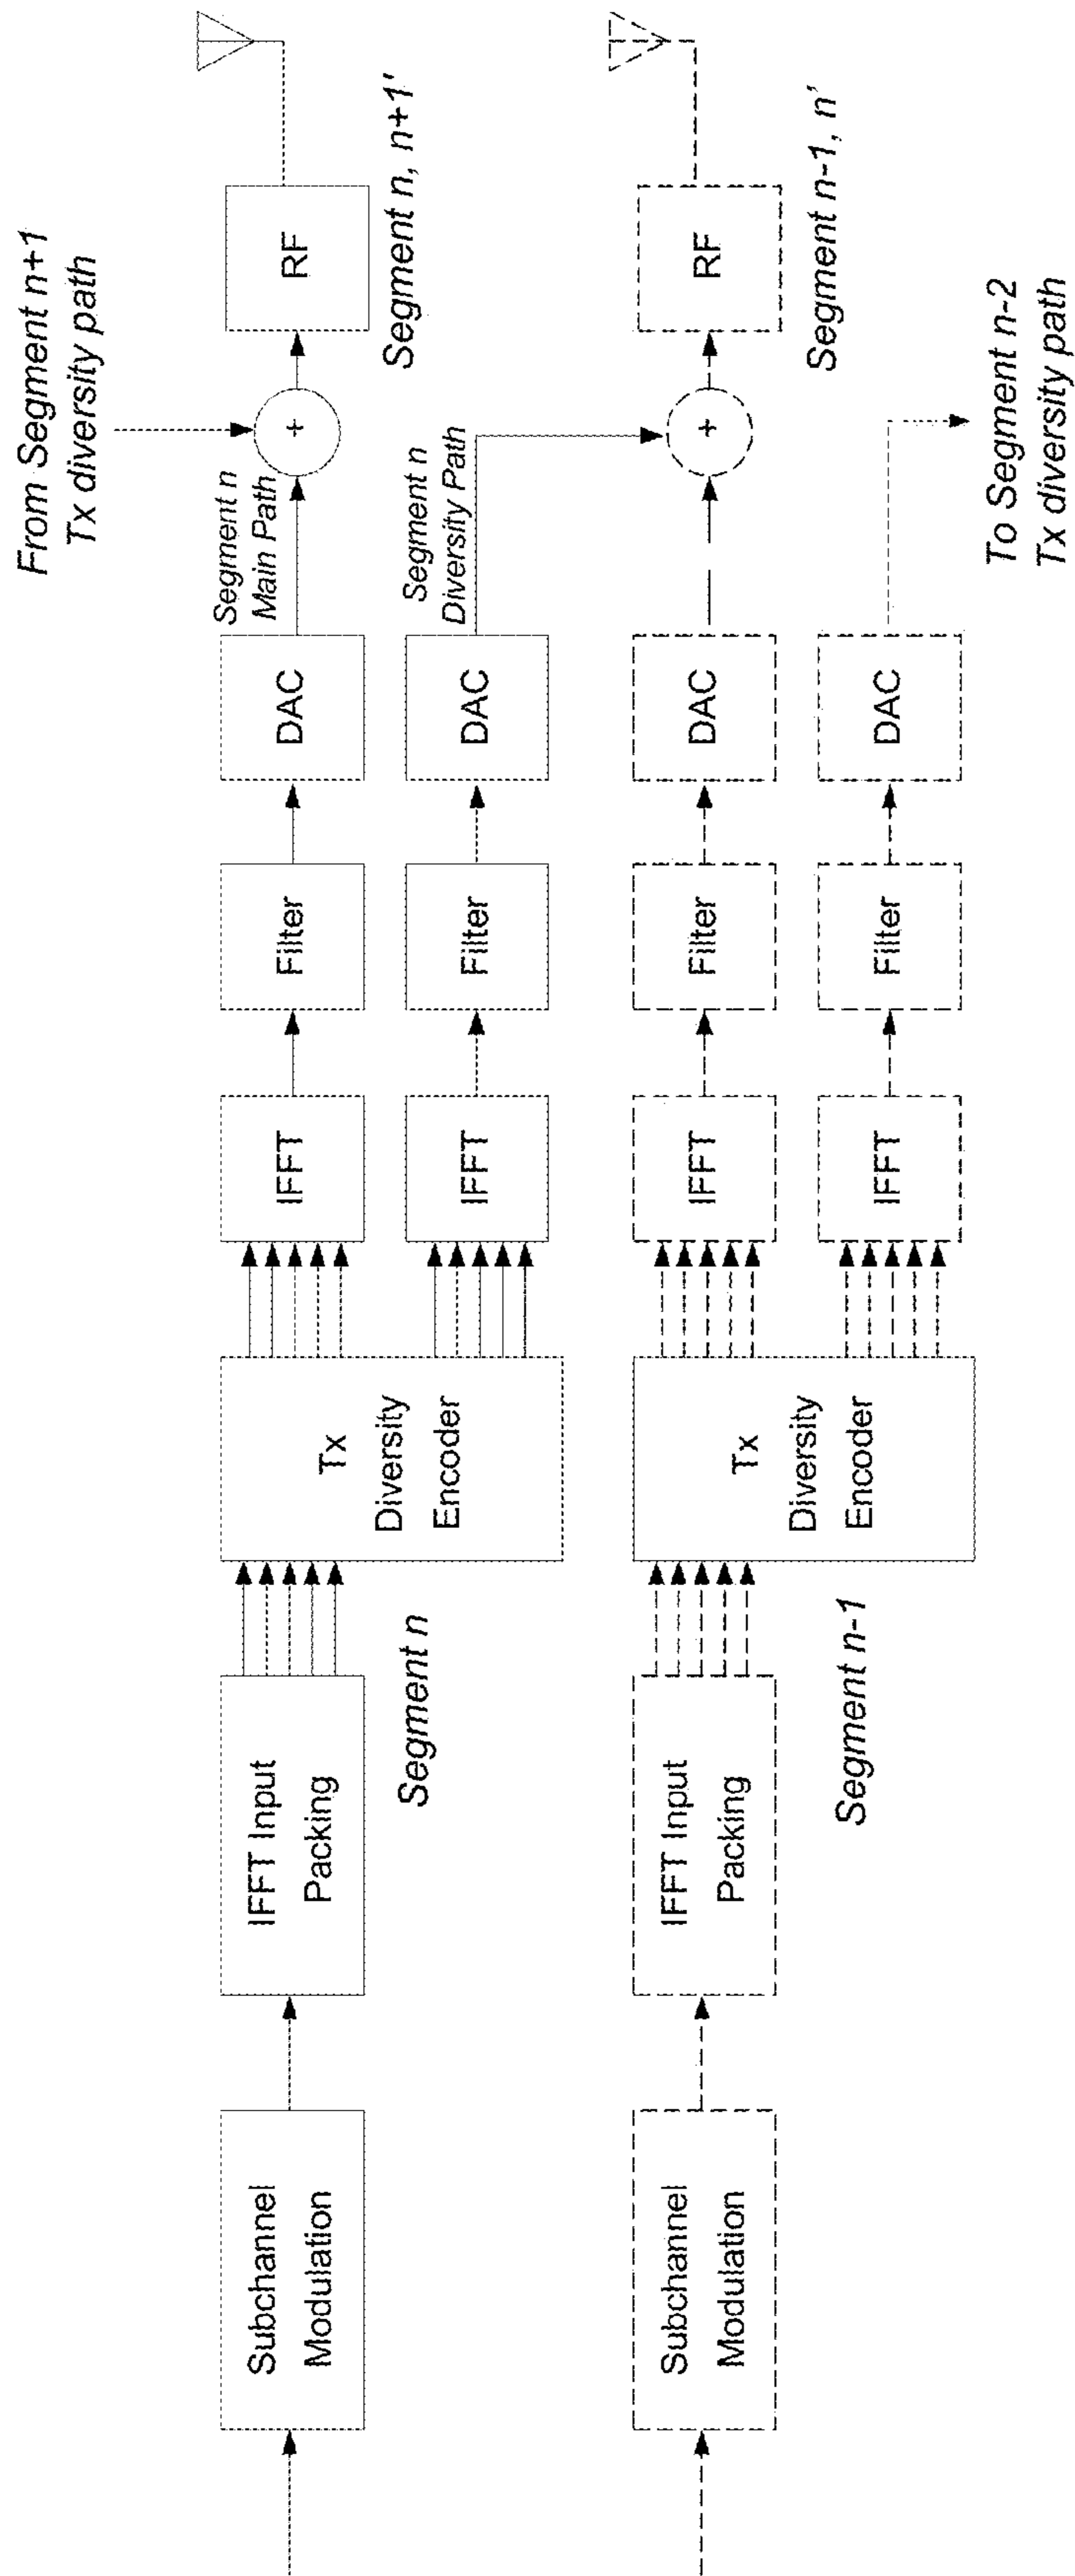 From Segment n+1
Tx diversity path
Subchannel
Modulation
IFFT Input
Packing
Segment n
Tx
Diversity
Encoder
IFFT
Filter
DAC
Segment n
Main Path
+
RF
Segment n, n+1'
IFFT
Filter
DAC
Segment n
Diversity Path
Subchannel
Modulation
IFFT Input
Packing
Segment n-1
Tx
Diversity
Encoder
IFFT
Filter
DAC
+
RF
Segment n-1, n'
IFFT
Filter
DAC
To Segment n-2
Tx diversity path